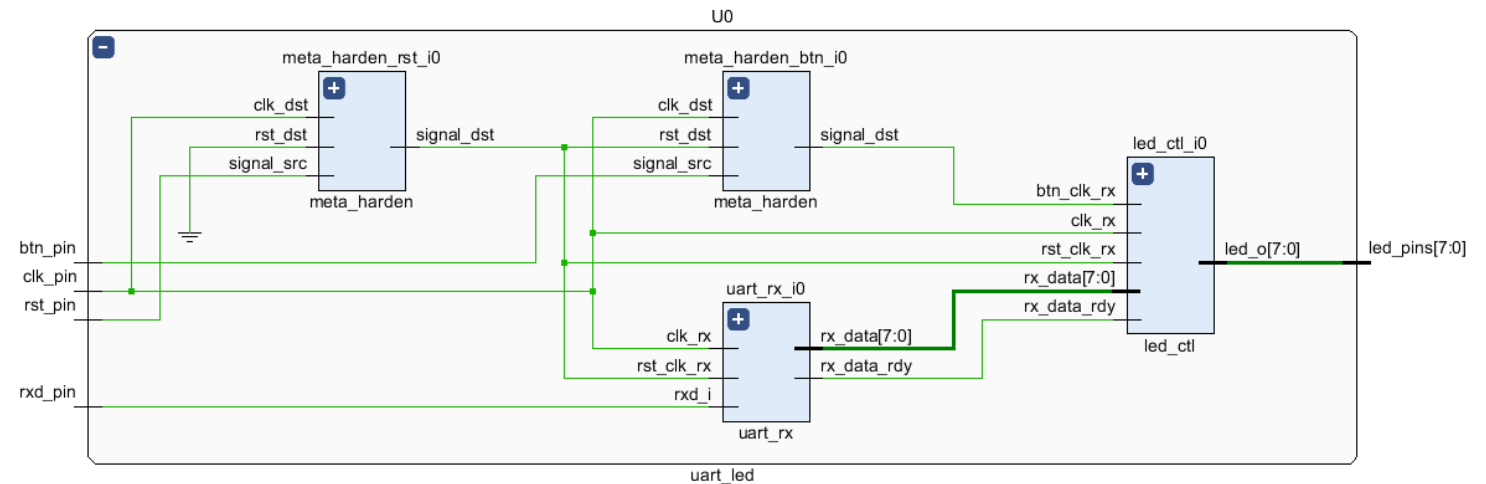 U0
meta_harden_rst_i0
meta_harden_btn_i0
clk_dst
rst_dst
signal_src
signal_dst
meta_harden
clk_dst
rst_dst
signal_src
signal_dst
meta_harden
led_ctl_i0
btn_clk_rx
clk_rx
rst_clk_rx
rx_data[7:0]
rx_data_rdy
led_o[7:0]
led_ctl
led_pins[7:0]
btn_pin
clk_pin
rst_pin
rxd_pin
uart_rx_i0
clk_rx
rst_clk_rx
rxd_i
rx_data[7:0]
rx_data_rdy
uart_rx
uart_led